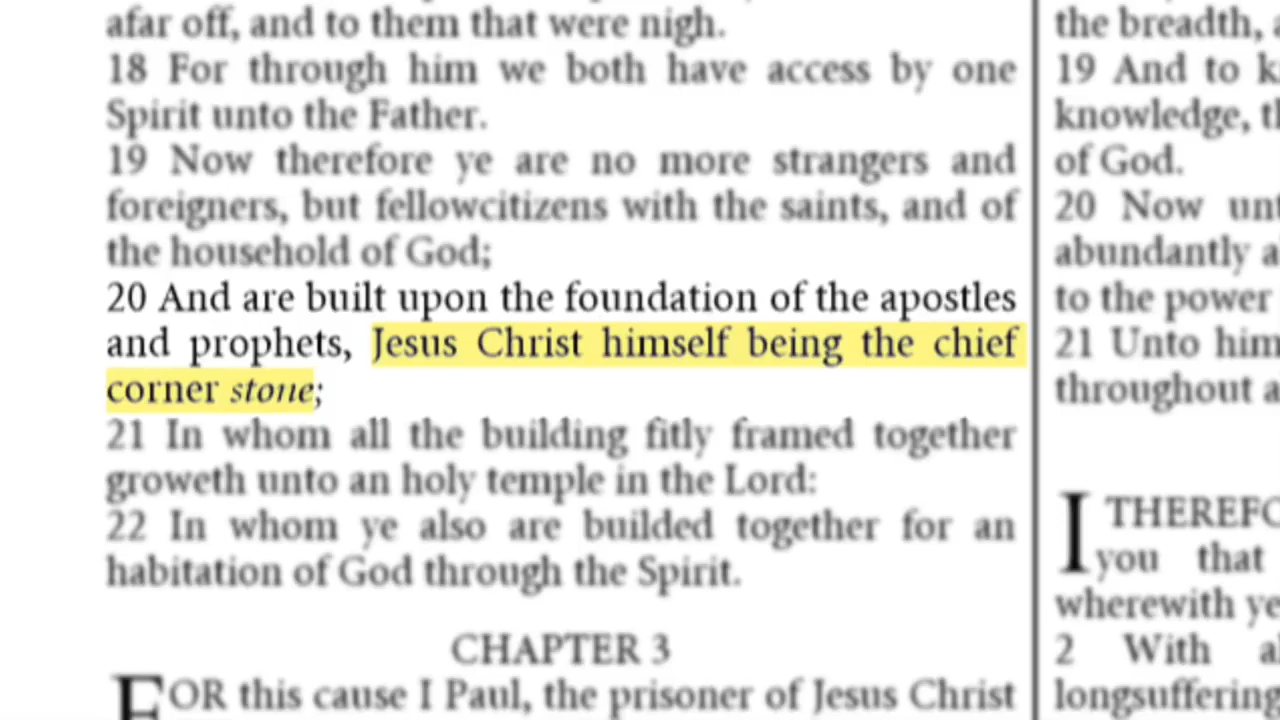 afar off, and to them that were nigh.
18 For through him we both have access by one
Spirit unto the Father.
19 Now therefore ye are no more strangers and
foreigners, but fellowcitizens with the saints, and of
the household of God;
20 And are built upon the foundation of the apostles
and prophets, Jesus Christ himself being the chief
corner stone;
21 In whom all the building fitly framed together
groweth unto an holy temple in the Lord:
22 In whom ye also are builded together for an
habitation of God through the Spirit.
CHAPTER 3
FOR this cause I Paul, the prisoner of Jesus Christ
the breadth,
19 And to
knowledge,
of God.
20 Now
abundantly
to the power
21 Unto him
throughout
I THEREFO
you that
wherewith ye
2 With
longsuffering